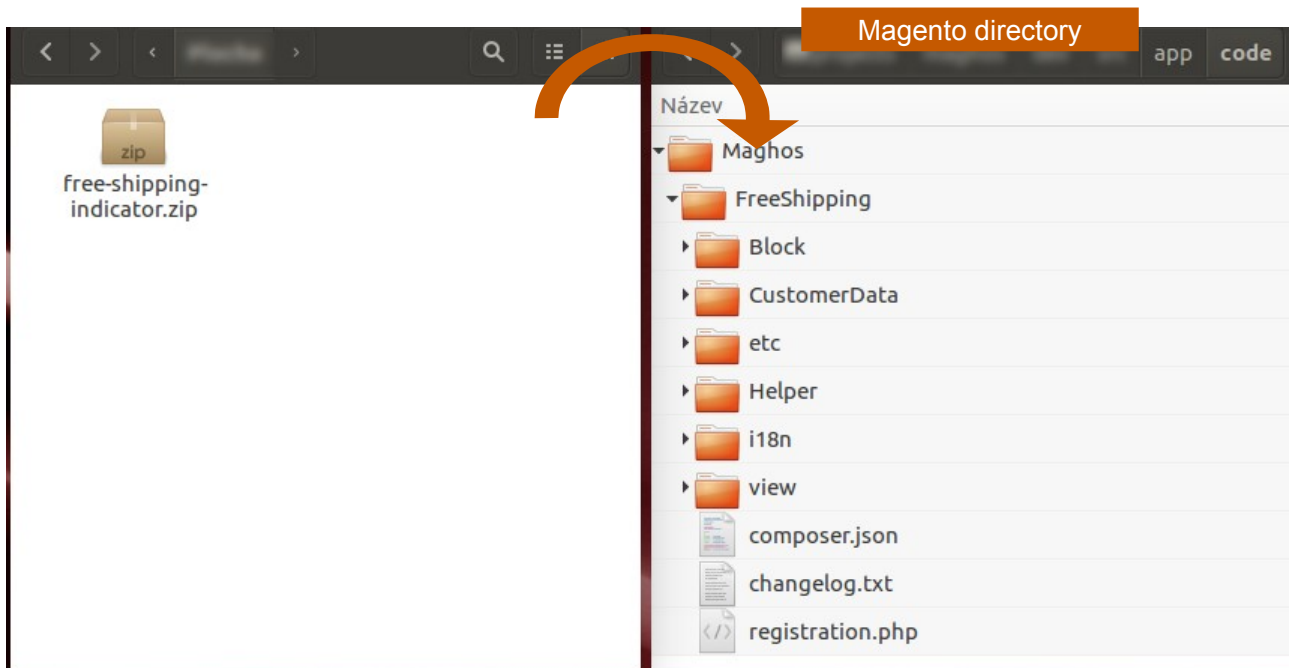 Magento directory
app code
zip
free-shipping-
indicator.zip
Název
Maghos
FreeShipping
Block
CustomerData
etc
Helper
i18n
view
composer.json
changelog.txt
registration.php